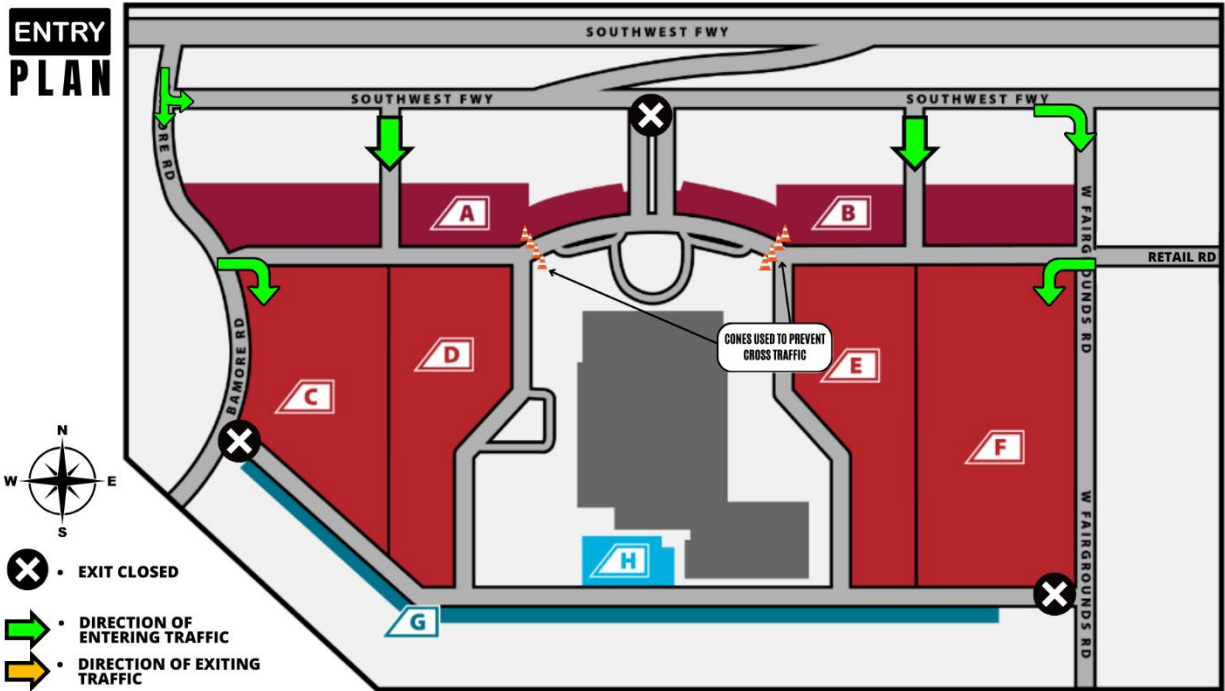 ENTRY
PLAN
SOUTHWEST FWY
SOUTHWEST FWY
SOUTHWEST FWY
ORE RD
A
B
W FAIRGROUNDS RD
RETAIL RD
CONES USED TO PREVENT
CROSS TRAFFIC
D
E
C
BAMORE RD
F
N
W
E
S
W FAIRGROUNDS RD
H
G
EXIT CLOSED
DIRECTION OF
ENTERING TRAFFIC
DIRECTION OF EXITING
TRAFFIC